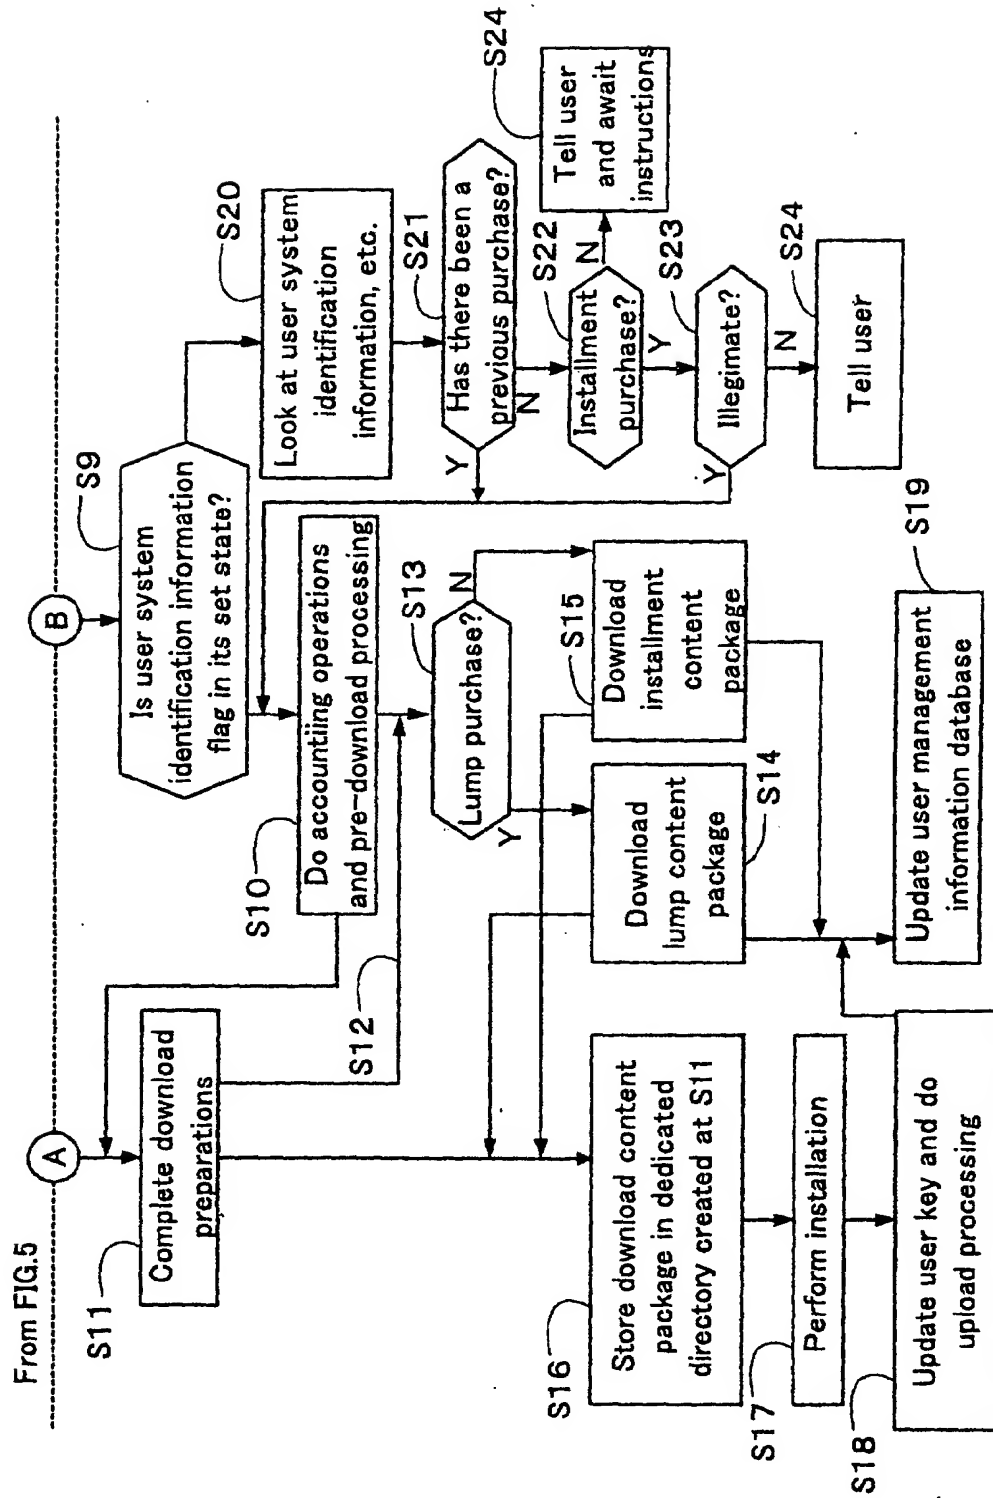 From FIG.5
A
B
S11
Complete download
preparations
S9
Is user system
identification information
flag in its set state?
S20
Look at user system
identification
information, etc.
S10
Do accountiing operations
and pre-download processing
S12
S21
Has there been a
previous purchase?
Y
N
S13
Lump purchase?
Y
N
S22
Installment
purchase?
N
Y
S24
Tell user
and await
instructions
S23
Illegimate?
Y
N
S24
Tell user
S15
Download
installment
content
package
S14
Download
lump content
package
S16
Store download content
package in dedicated
directory created at S11
S17
Perform installation
S18
Update user key and do
upload processing
S19
Update user management
information database